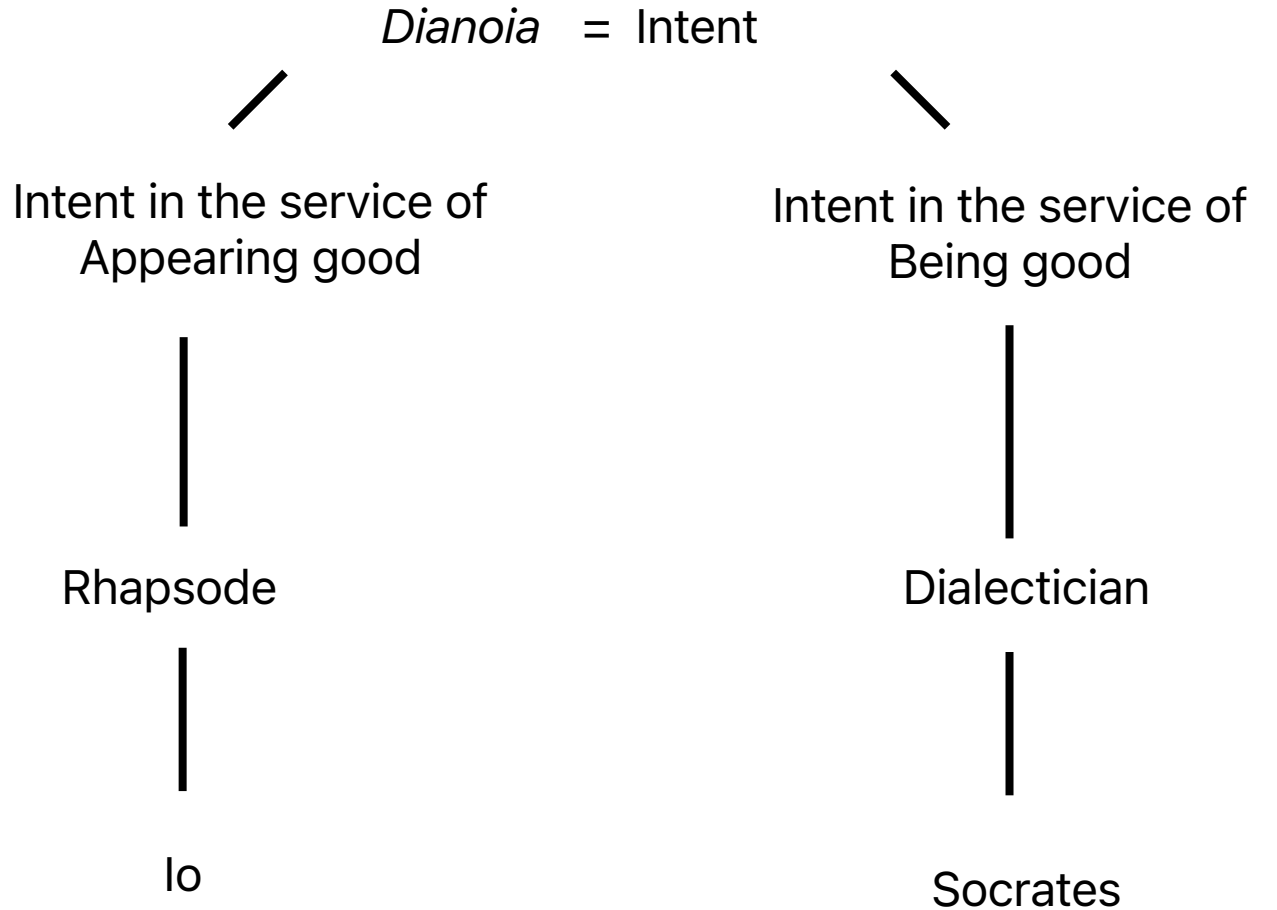 Dianoia = Intent
Intent in the service of
Appearing good
Intent in the service of
Being good
Rhapsode
Dialectician
Io
Socrates